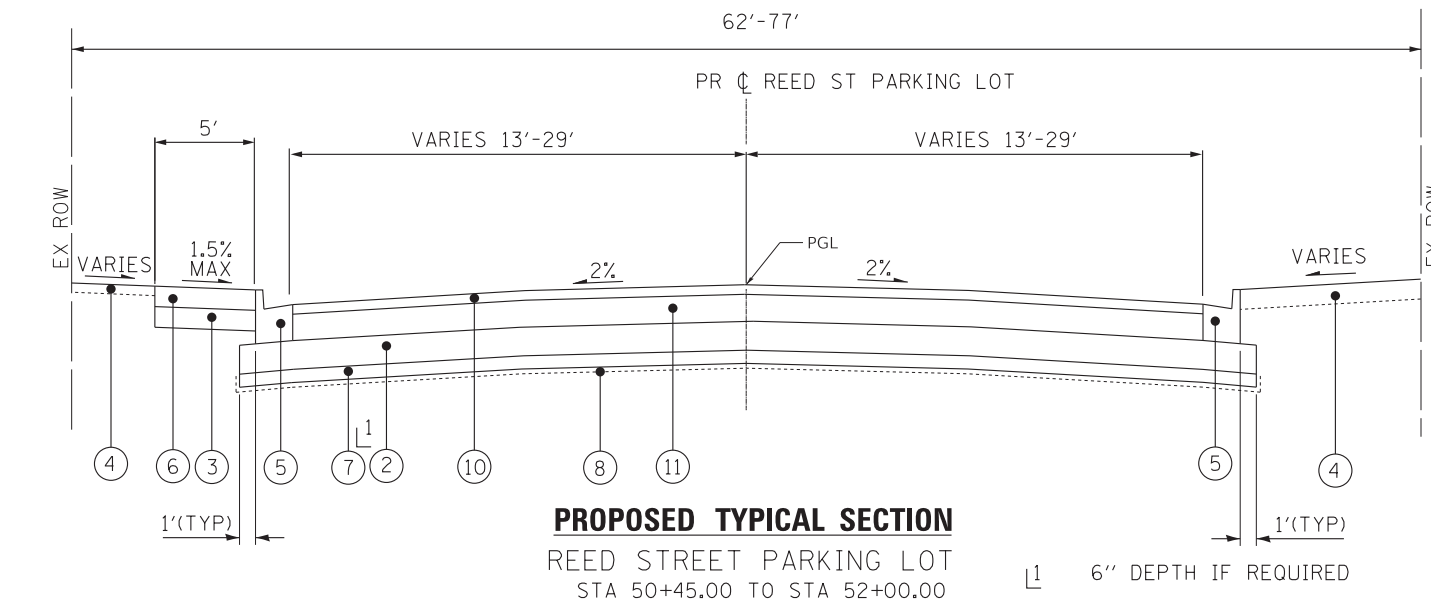 62'-77'
PR ℄ REED ST PARKING LOT
5'
VARIES 13'-29'
VARIES 13'-29'
EX ROW
EX ROW
PGL
VARIES
1.5%
MAX
2%
2%
VARIES
1
4
6
3
5
7
2
10
8
11
5
4
1'(TYP)
1'(TYP)
PROPOSED TYPICAL SECTION
REED STREET PARKING LOT
STA 50+45.00 TO STA 52+00.00
1 6'' DEPTH IF REQUIRED